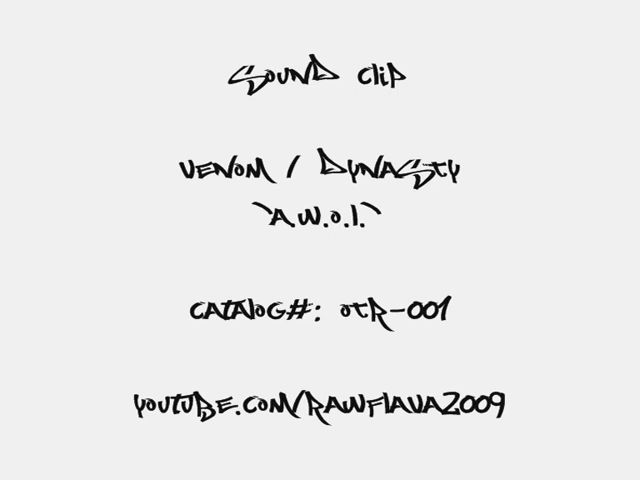 Sound Clip
Venom / Dynasty
`A.W.O.L.`
Catalog#: OTR-001
youtube.com/Rawflava2009